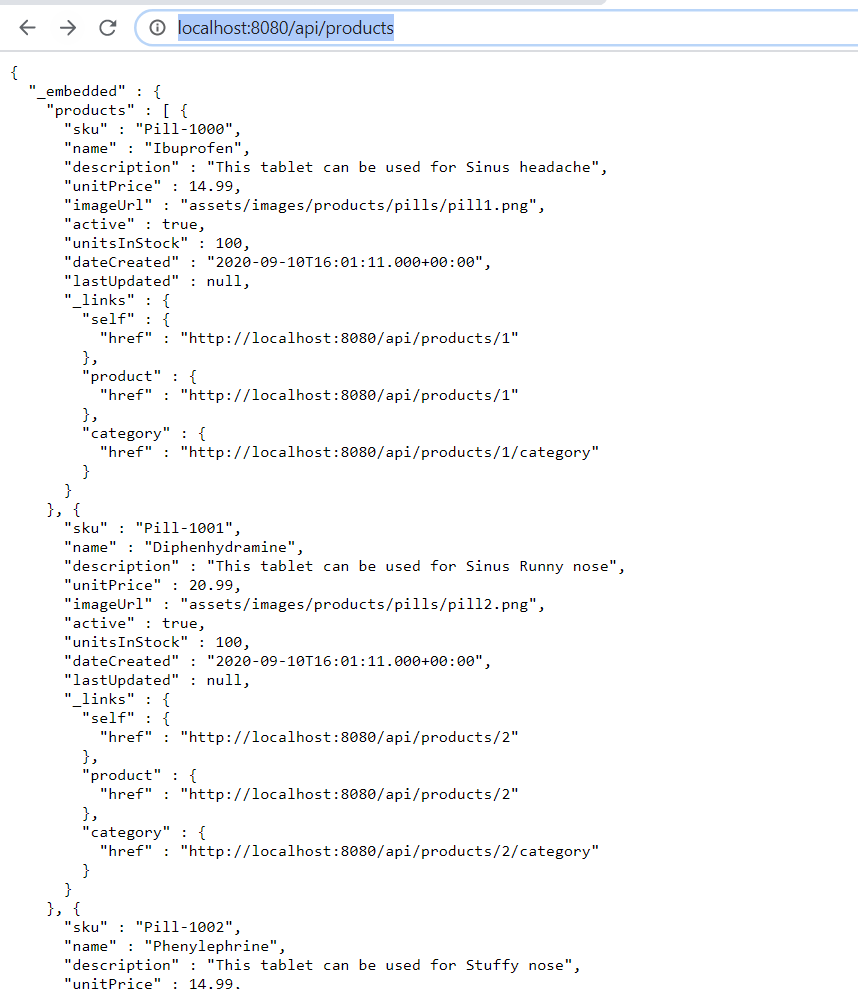 localhost:8080/api/products
{
  "_embedded" : {
    "products" : [ {
      "sku" : "Pill-1000",
      "name" : "Ibuprofen",
      "description" : "This tablet can be used for Sinus headache",
      "unitPrice" : 14.99,
      "imageUrl" : "assets/images/products/pills/pill1.png",
      "active" : true,
      "unitsInStock" : 100,
      "dateCreated" : "2020-09-10T16:01:11.000+00:00",
      "lastUpdated" : null,
      "_links" : {
        "self" : {
          "href" : "http://localhost:8080/api/products/1"
        },
        "product" : {
          "href" : "http://localhost:8080/api/products/1"
        },
        "category" : {
          "href" : "http://localhost:8080/api/products/1/category"
        }
      }
    }, {
      "sku" : "Pill-1001",
      "name" : "Diphenhydramine",
      "description" : "This tablet can be used for Sinus Runny nose",
      "unitPrice" : 20.99,
      "imageUrl" : "assets/images/products/pills/pill2.png",
      "active" : true,
      "unitsInStock" : 100,
      "dateCreated" : "2020-09-10T16:01:11.000+00:00",
      "lastUpdated" : null,
      "_links" : {
        "self" : {
          "href" : "http://localhost:8080/api/products/2"
        },
        "product" : {
          "href" : "http://localhost:8080/api/products/2"
        },
        "category" : {
          "href" : "http://localhost:8080/api/products/2/category"
        }
      }
    }, {
      "sku" : "Pill-1002",
      "name" : "Phenylephrine",
      "description" : "This tablet can be used for Stuffy nose",
      "unitPrice" : 14.99,